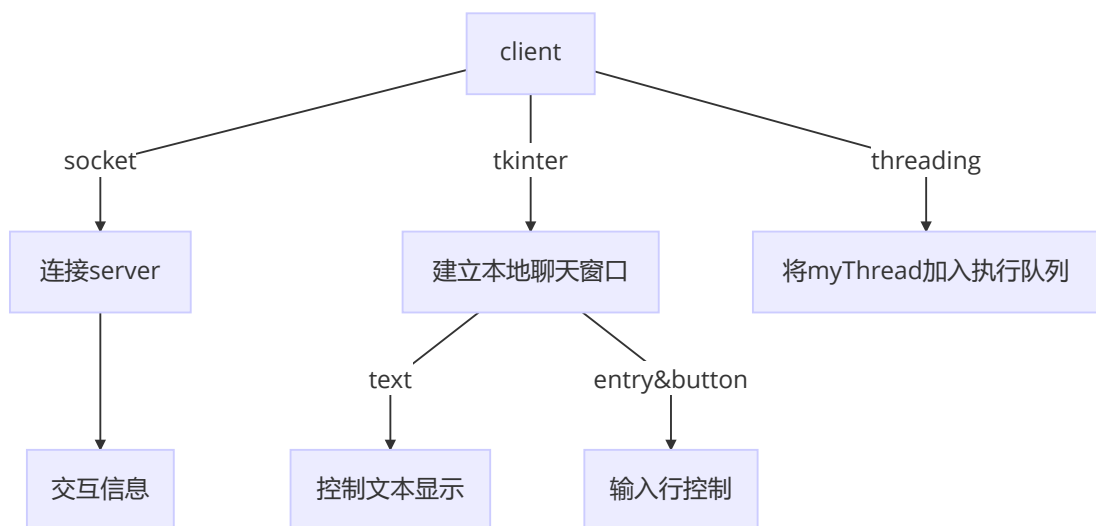 client
socket
tkinter
threading
连接server
建立本地聊天窗口
将myThread加入执行队列
text
entry&button
交互信息
控制文本显示
输入行控制